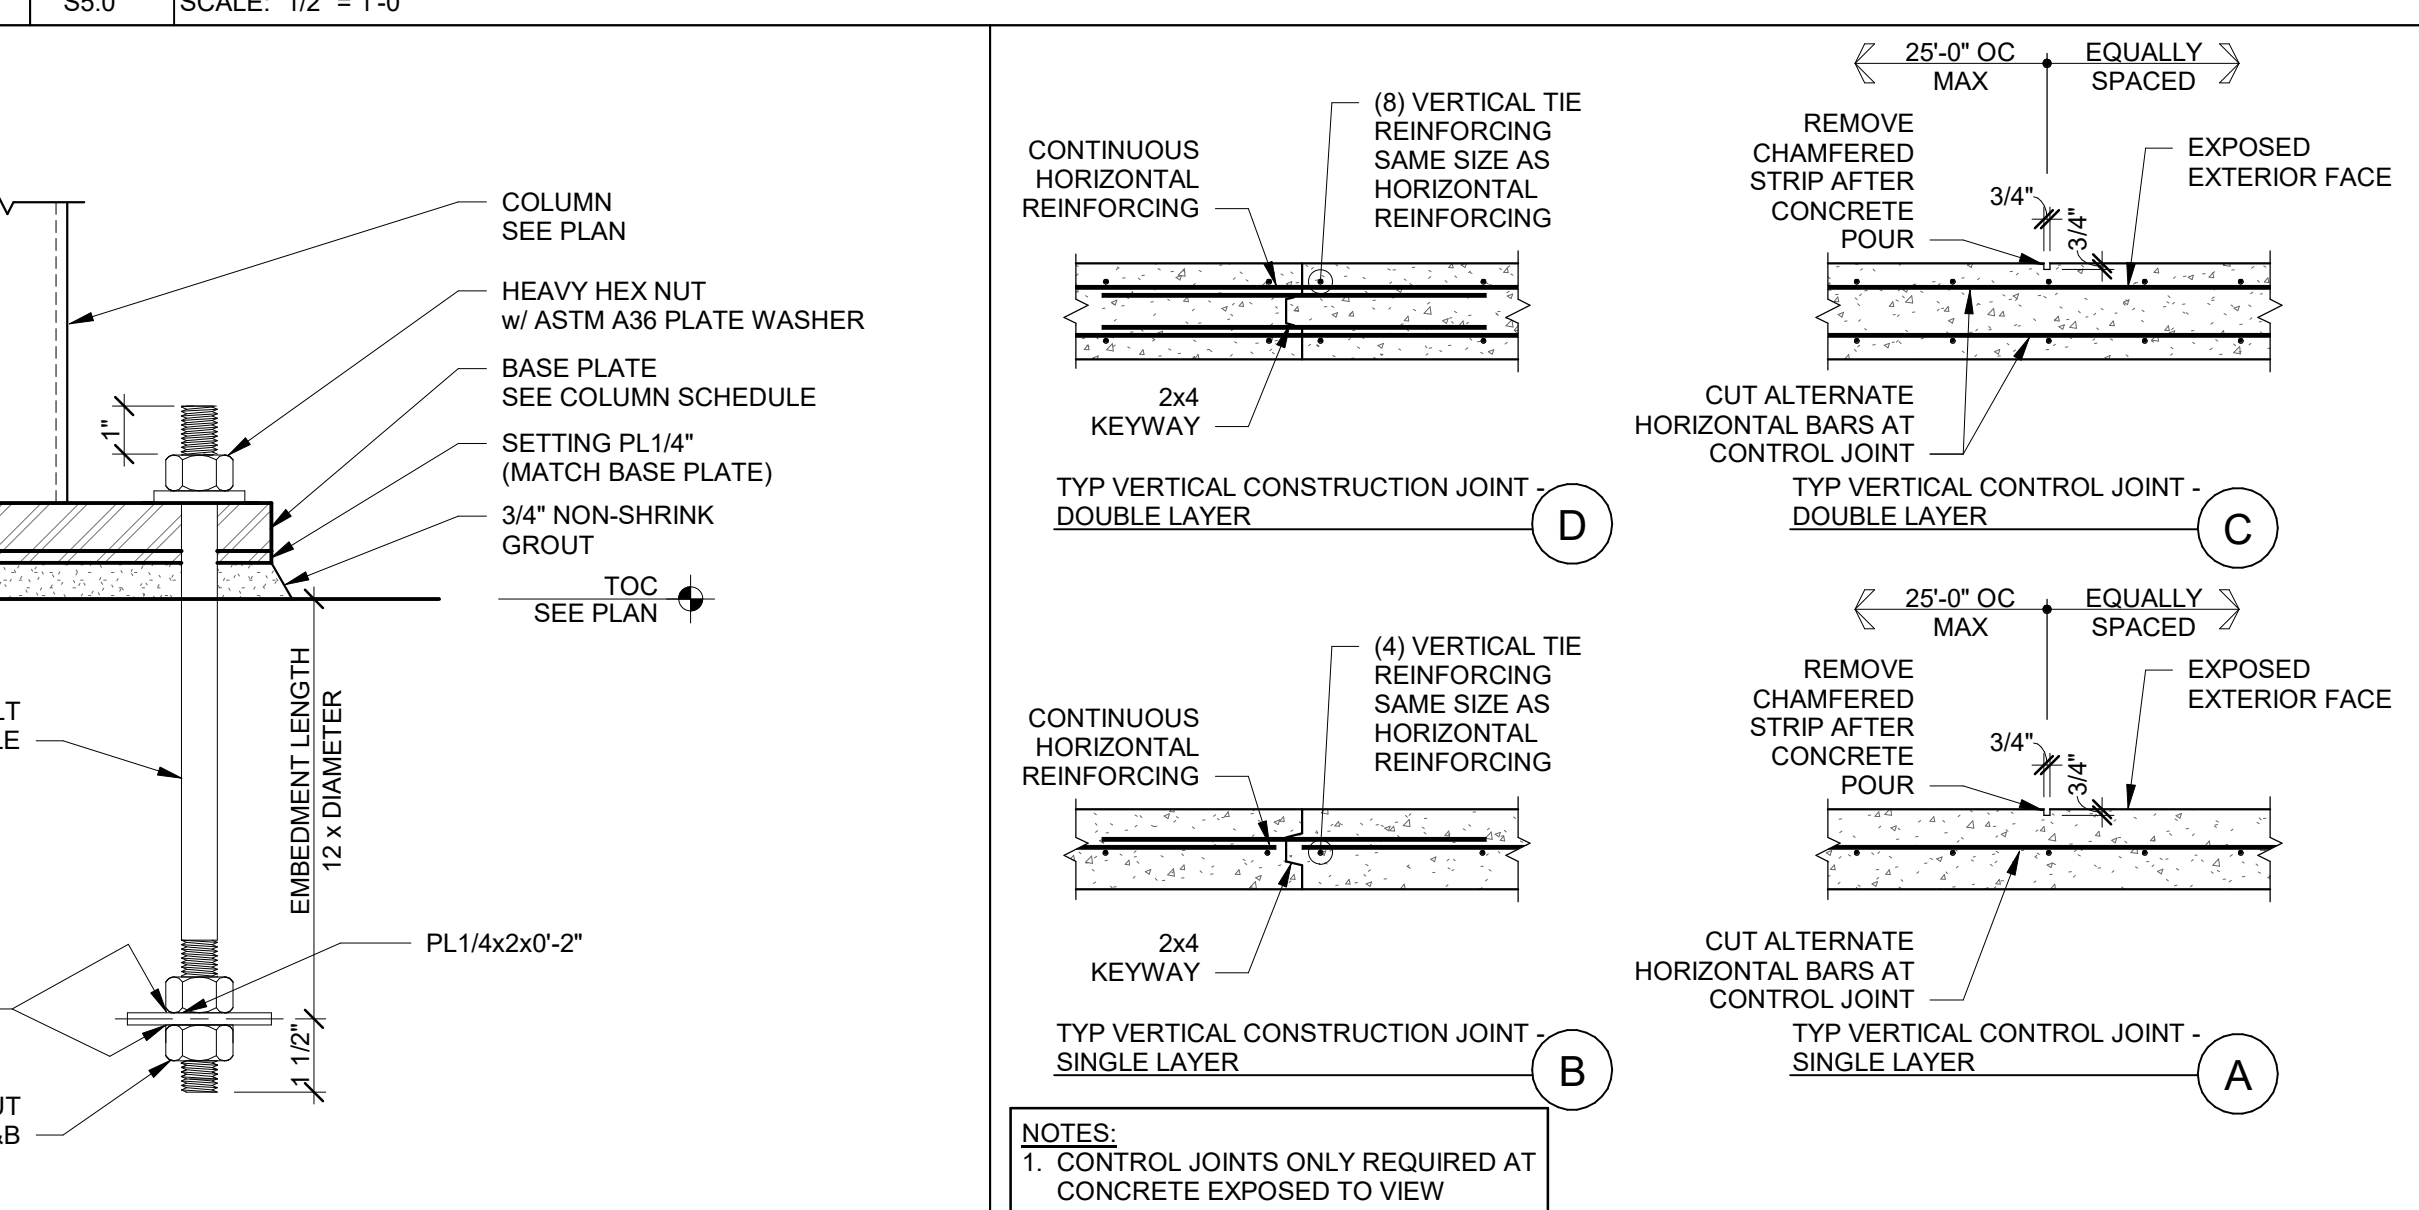 S5.0
SCALE: 1/2" = 1'-0"
COLUMN
SEE PLAN
HEAVY HEX NUT
w/ ASTM A36 PLATE WASHER
BASE PLATE
SEE COLUMN SCHEDULE
SETTING PL1/4"
(MATCH BASE PLATE)
3/4" NON-SHRINK
GROUT
1"
TOC
SEE PLAN
EMBEDMENT LENGTH
12 x DIAMETER
PL1/4x2x0'-2"
1 1/2"
CONTINUOUS
HORIZONTAL
REINFORCING
(8) VERTICAL TIE
REINFORCING
SAME SIZE AS
HORIZONTAL
REINFORCING
2x4
KEYWAY
TYP VERTICAL CONSTRUCTION JOINT -
DOUBLE LAYER
D
25'-0" OC
MAX
EQUALLY
SPACED
REMOVE
CHAMFERED
STRIP AFTER
CONCRETE
POUR
3/4"
3/4"
EXPOSED
EXTERIOR FACE
CUT ALTERNATE
HORIZONTAL BARS AT
CONTROL JOINT
TYP VERTICAL CONTROL JOINT -
DOUBLE LAYER
C
CONTINUOUS
HORIZONTAL
REINFORCING
(4) VERTICAL TIE
REINFORCING
SAME SIZE AS
HORIZONTAL
REINFORCING
2x4
KEYWAY
TYP VERTICAL CONSTRUCTION JOINT -
SINGLE LAYER
B
25'-0" OC
MAX
EQUALLY
SPACED
REMOVE
CHAMFERED
STRIP AFTER
CONCRETE
POUR
3/4"
3/4"
EXPOSED
EXTERIOR FACE
CUT ALTERNATE
HORIZONTAL BARS AT
CONTROL JOINT
TYP VERTICAL CONTROL JOINT -
SINGLE LAYER
A
NOTES:
1. CONTROL JOINTS ONLY REQUIRED AT
CONCRETE EXPOSED TO VIEW